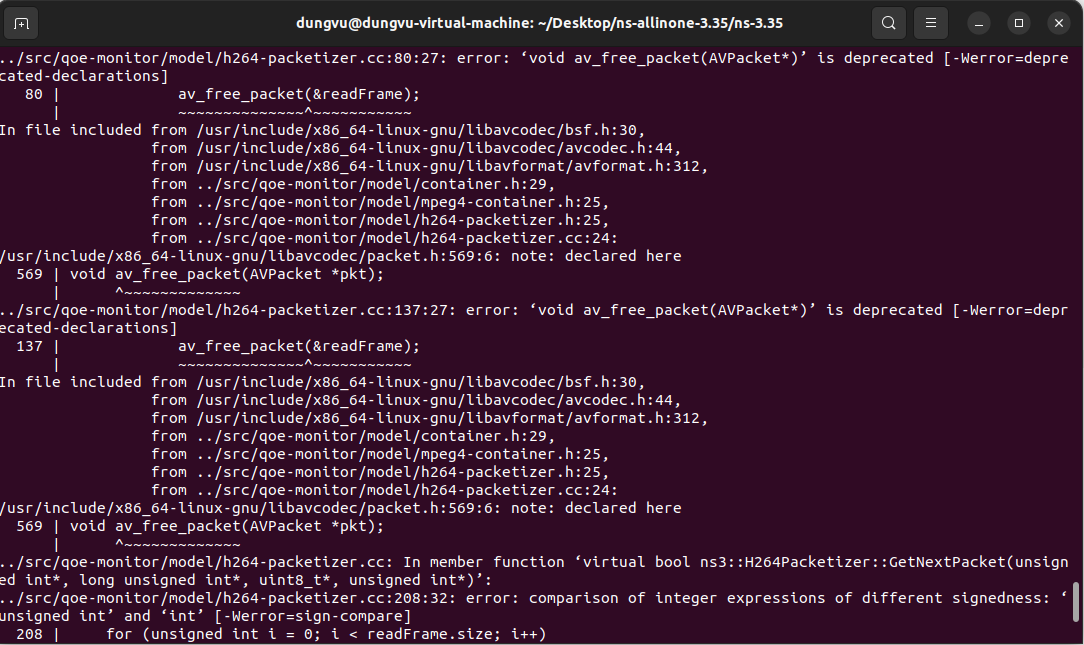 dungvu@dungvu-virtual-machine: ~/Desktop/ns-allinone-3.35/ns-3.35
../src/qoe-monitor/model/h264-packetizer.cc:80:27: error: ‘void av_free_packet(AVPacket*)’ is deprecated [-Werror=depre
cated-declarations]
   80 |             av_free_packet(&readFrame);
      |             ~~~~~~~~~~~~~~^~~~~~~~~~~~
In file included from /usr/include/x86_64-linux-gnu/libavcodec/bsf.h:30,
                 from /usr/include/x86_64-linux-gnu/libavcodec/avcodec.h:44,
                 from /usr/include/x86_64-linux-gnu/libavformat/avformat.h:312,
                 from ../src/qoe-monitor/model/container.h:29,
                 from ../src/qoe-monitor/model/mpeg4-container.h:25,
                 from ../src/qoe-monitor/model/h264-packetizer.h:25,
                 from ../src/qoe-monitor/model/h264-packetizer.cc:24:
/usr/include/x86_64-linux-gnu/libavcodec/packet.h:569:6: note: declared here
  569 | void av_free_packet(AVPacket *pkt);
      |      ^~~~~~~~~~~~~~
../src/qoe-monitor/model/h264-packetizer.cc:137:27: error: ‘void av_free_packet(AVPacket*)’ is deprecated [-Werror=depr
ecated-declarations]
  137 |             av_free_packet(&readFrame);
      |             ~~~~~~~~~~~~~~^~~~~~~~~~~~
In file included from /usr/include/x86_64-linux-gnu/libavcodec/bsf.h:30,
                 from /usr/include/x86_64-linux-gnu/libavcodec/avcodec.h:44,
                 from /usr/include/x86_64-linux-gnu/libavformat/avformat.h:312,
                 from ../src/qoe-monitor/model/container.h:29,
                 from ../src/qoe-monitor/model/mpeg4-container.h:25,
                 from ../src/qoe-monitor/model/h264-packetizer.h:25,
                 from ../src/qoe-monitor/model/h264-packetizer.cc:24:
/usr/include/x86_64-linux-gnu/libavcodec/packet.h:569:6: note: declared here
  569 | void av_free_packet(AVPacket *pkt);
      |      ^~~~~~~~~~~~~~
../src/qoe-monitor/model/h264-packetizer.cc: In member function ‘virtual bool ns3::H264Packetizer::GetNextPacket(unsign
ed int*, long unsigned int*, uint8_t*, unsigned int*)’:
../src/qoe-monitor/model/h264-packetizer.cc:208:32: error: comparison of integer expressions of different signedness: ‘
unsigned int’ and ‘int’ [-Werror=sign-compare]
  208 |     for (unsigned int i = 0; i < readFrame.size; i++)